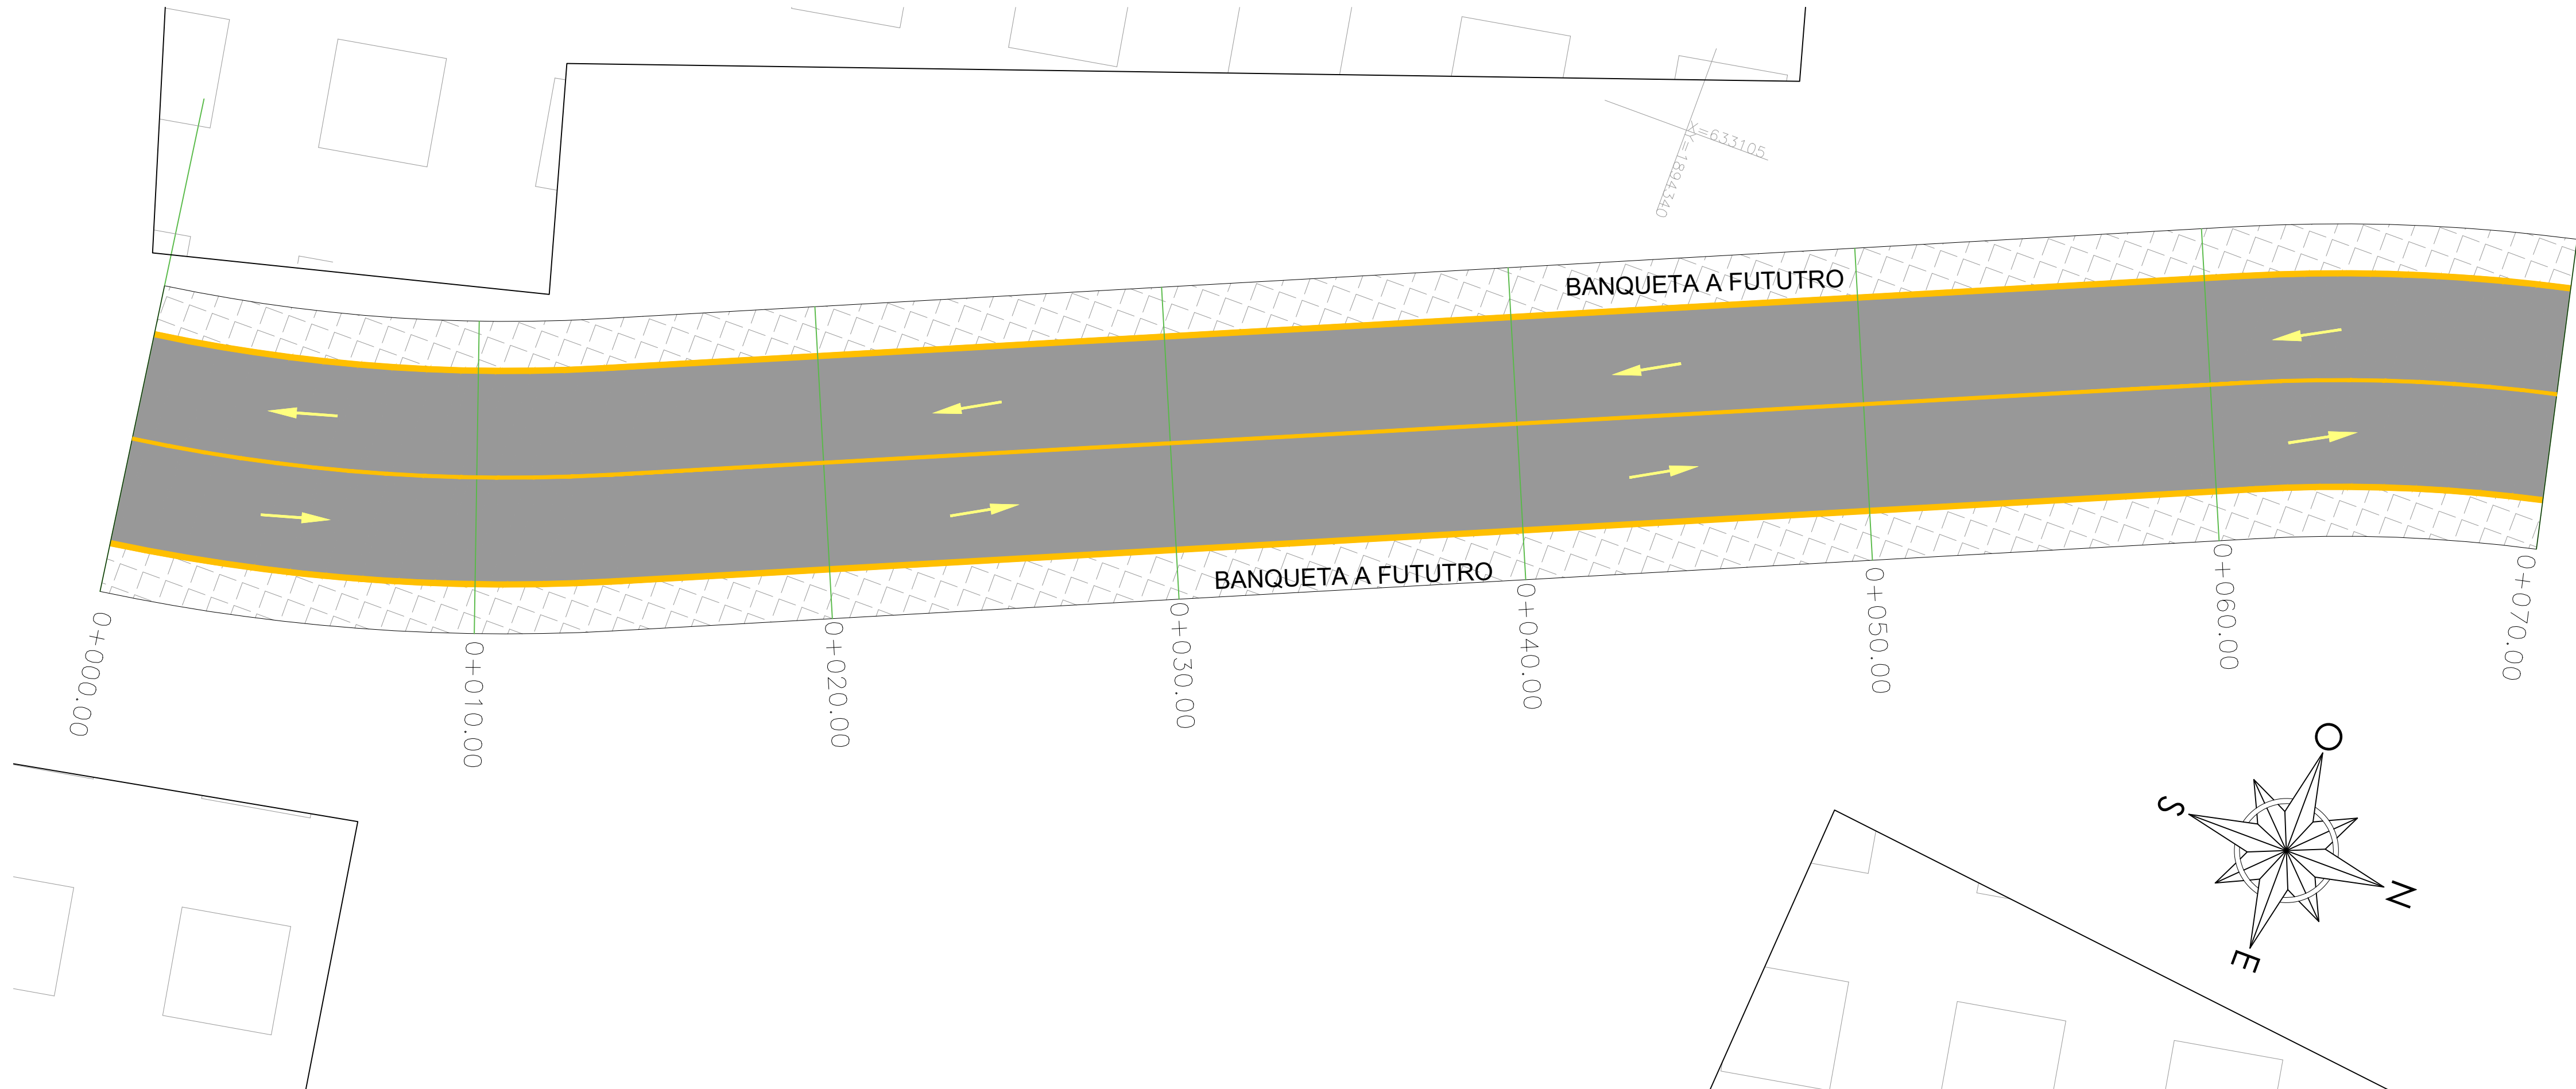 X=633105
Y=1894340
BANQUETA A FUTUTRO
BANQUETA A FUTUTRO
0+000.00
0+010.00
0+020.00
0+030.00
0+040.00
0+050.00
0+060.00
0+070.00
O
S
N
E